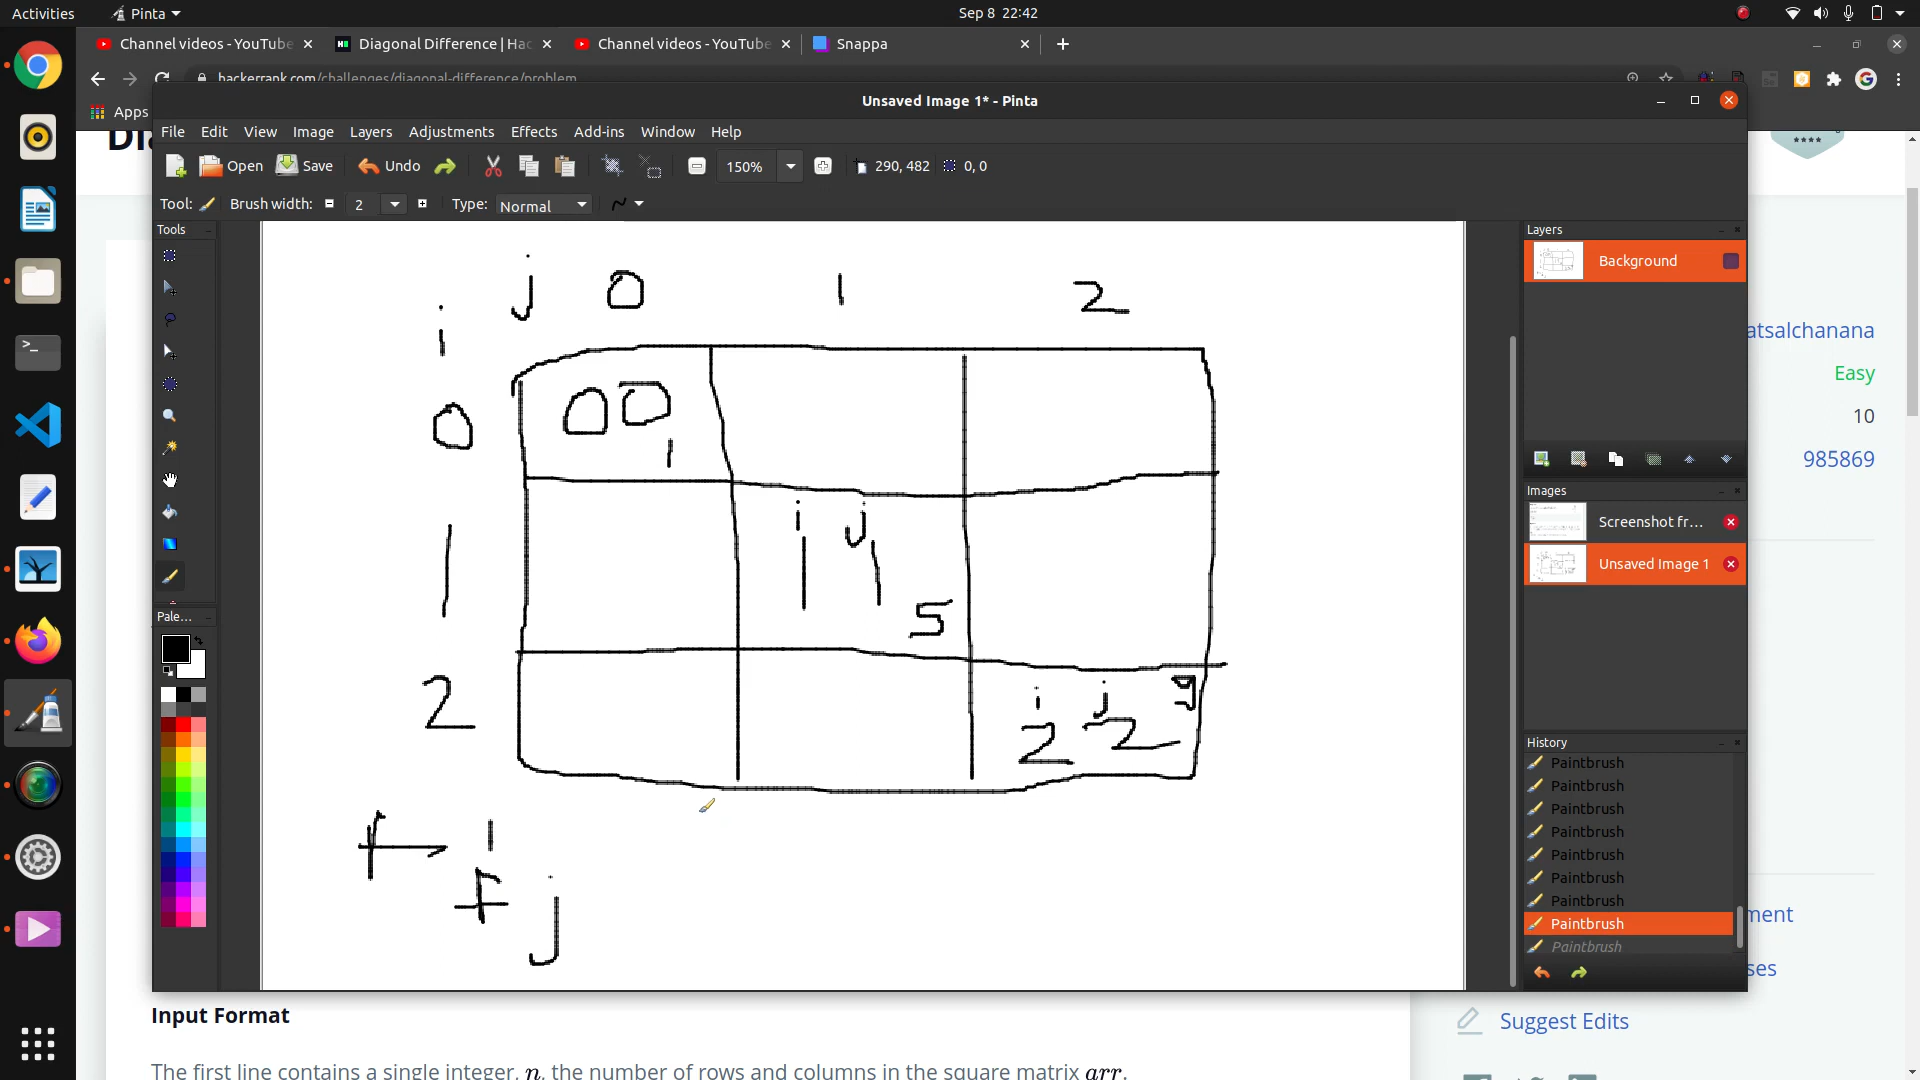 Activities Pinta Sep 8 22:42
Channel videos - YouTube Diagonal Difference | Hac Channel videos - YouTube Snappa
hackerrank.com/challenges/diagonal-difference/problem
Apps
Unsaved Image 1* - Pinta
File Edit View Image Layers Adjustments Effects Add-ins Window Help
Open Save Undo 150% 290, 482 0, 0
Tool: Brush width: 2 Type: Normal
Tools
Layers
Background
j 0 1 2
i
0 00
1
1 i j
1 1
5
2 i j 9
2 2
i
j
Pale...
Images
Screenshot fr...
Unsaved Image 1
History
Paintbrush
Paintbrush
Paintbrush
Paintbrush
Paintbrush
Paintbrush
Paintbrush
Paintbrush
Paintbrush
atsalchanana
Easy
10
985869
ment
ses
Suggest Edits
Input Format
The first line contains a single integer, n, the number of rows and columns in the square matrix arr.